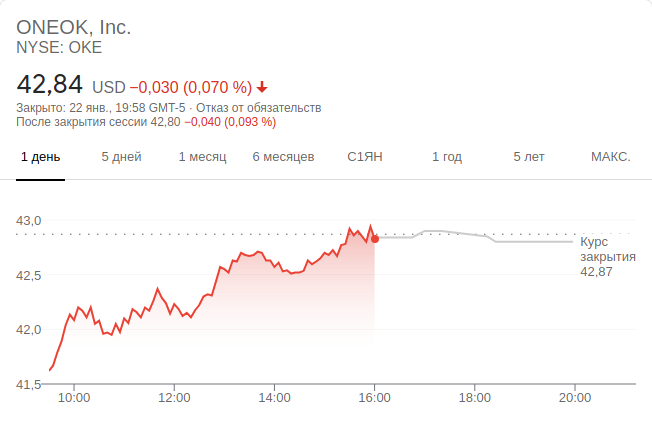 ONEOK, Inc.
NYSE: OKE
42,84 USD −0,030 (0,070 %)
Закрыто: 22 янв., 19:58 GMT-5 · Отказ от обязательств
После закрытия сессии 42,80 −0,040 (0,093 %)
1 день 5 дней 1 месяц 6 месяцев С1ЯН 1 год 5 лет МАКС.
43,0
42,5
42,0
41,5
Курс
закрытия
42,87
10:00 12:00 14:00 16:00 18:00 20:00